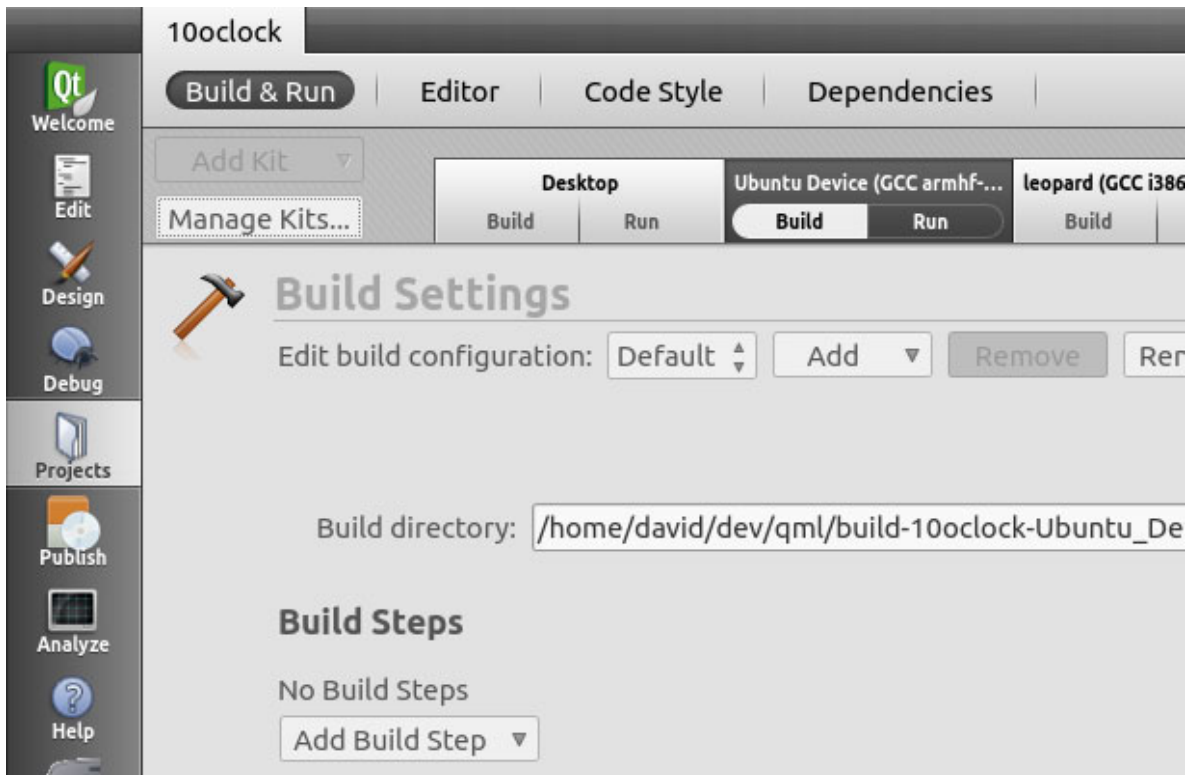 10oclock
Qt
Welcome
Edit
Design
Debug
Projects
Publish
Analyze
Help
Build & Run
Editor
Code Style
Dependencies
Add Kit
Manage Kits...
Desktop
Build
Run
Ubuntu Device (GCC armhf-...
Build
Run
leopard (GCC i386
Build
Build Settings
Edit build configuration:
Default
Add
Remove
Ren
Build directory:
/home/david/dev/qml/build-10oclock-Ubuntu_De
Build Steps
No Build Steps
Add Build Step